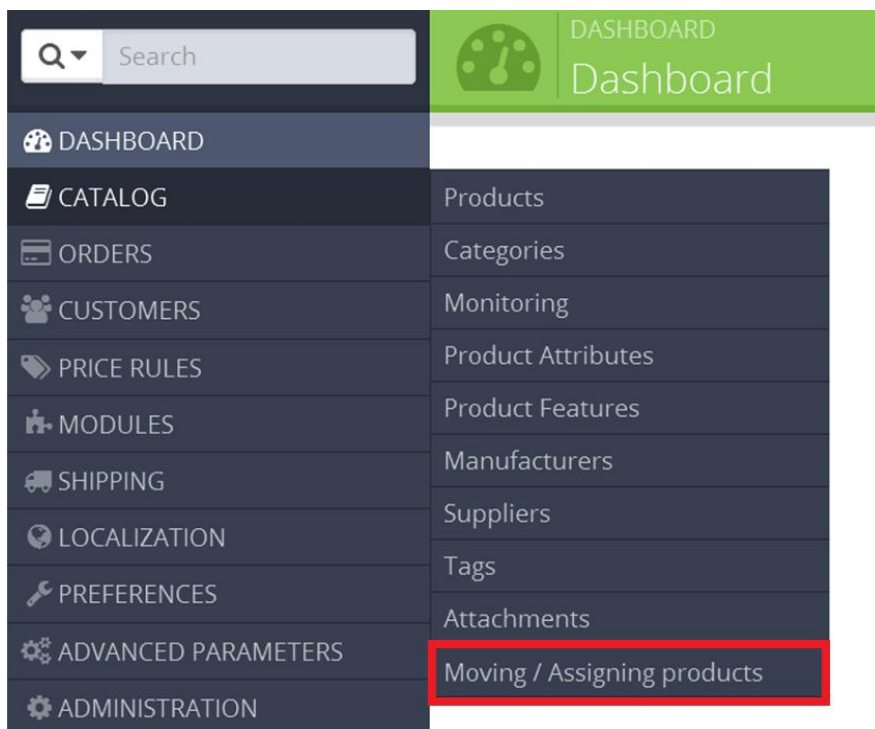 Search
DASHBOARD
Dashboard
DASHBOARD
CATALOG
ORDERS
CUSTOMERS
PRICE RULES
MODULES
SHIPPING
LOCALIZATION
PREFERENCES
ADVANCED PARAMETERS
ADMINISTRATION
Products
Categories
Monitoring
Product Attributes
Product Features
Manufacturers
Suppliers
Tags
Attachments
Moving / Assigning products